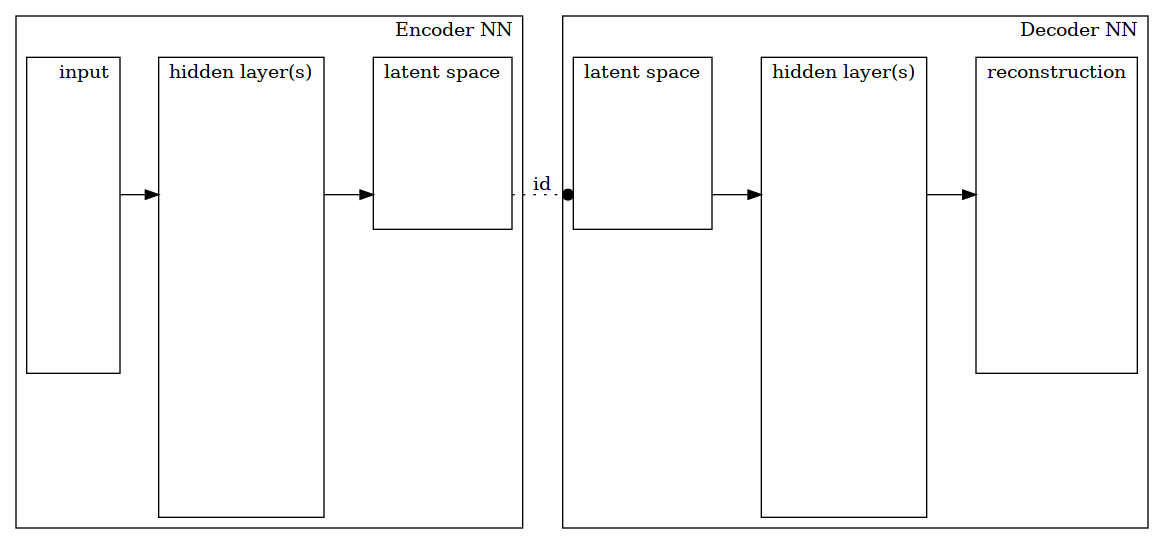 Encoder NN
input
hidden layer(s)
latent space
id
Decoder NN
latent space
hidden layer(s)
reconstruction